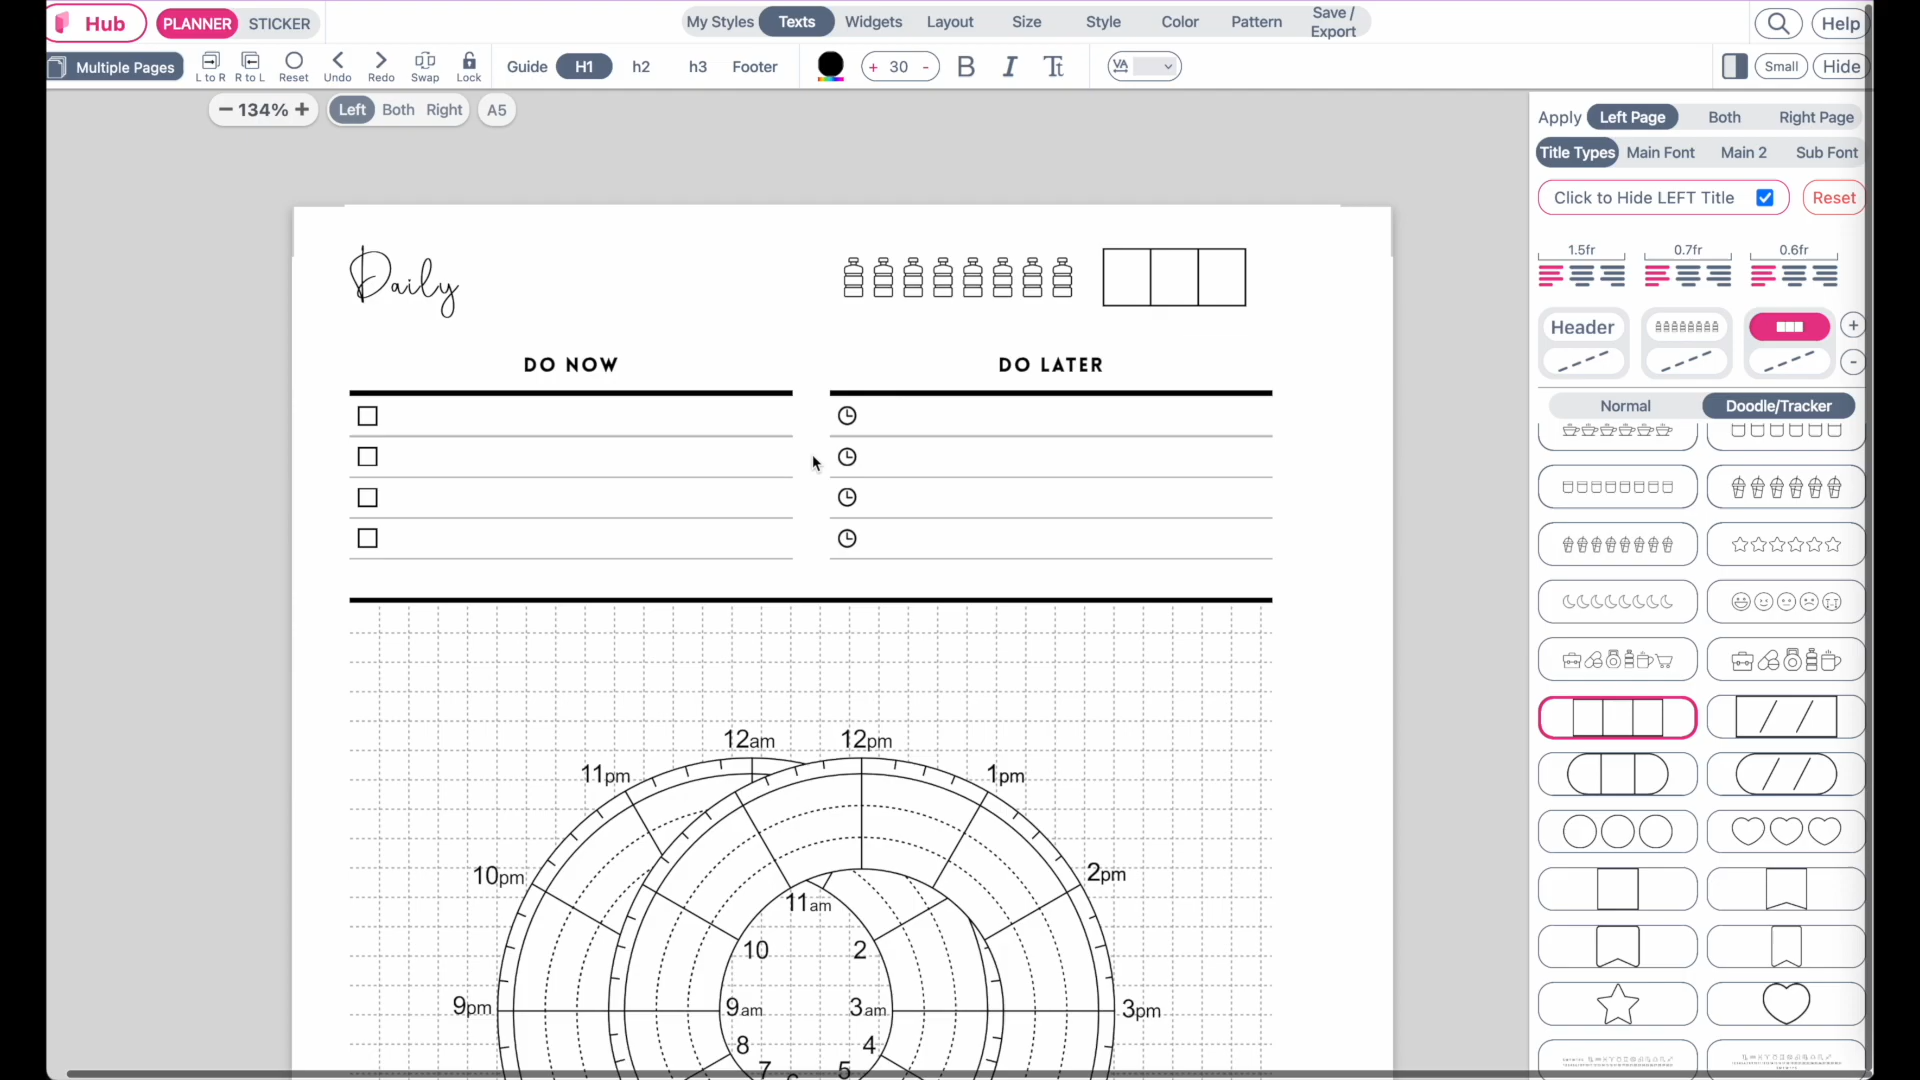 Hub PLANNER STICKER
My Styles Texts Widgets Layout Size Style Color Pattern Save / Export
Help
Multiple Pages
L to R R to L Reset Undo Redo Swap Lock
Guide H1 h2 h3 Footer
+ 30 -
B I Tt
VA
Small Hide
− 134% +
Left Both Right
A5
Apply Left Page Both Right Page
Title Types Main Font Main 2 Sub Font
Click to Hide LEFT Title
Reset
1.5fr 0.7fr 0.6fr
Header
+
-
Normal Doodle/Tracker
Daily
DO NOW
DO LATER
12am 12pm
11pm 1pm
10pm 2pm
11am
10 2
9pm 9am 3am 3pm
8 4
7 5